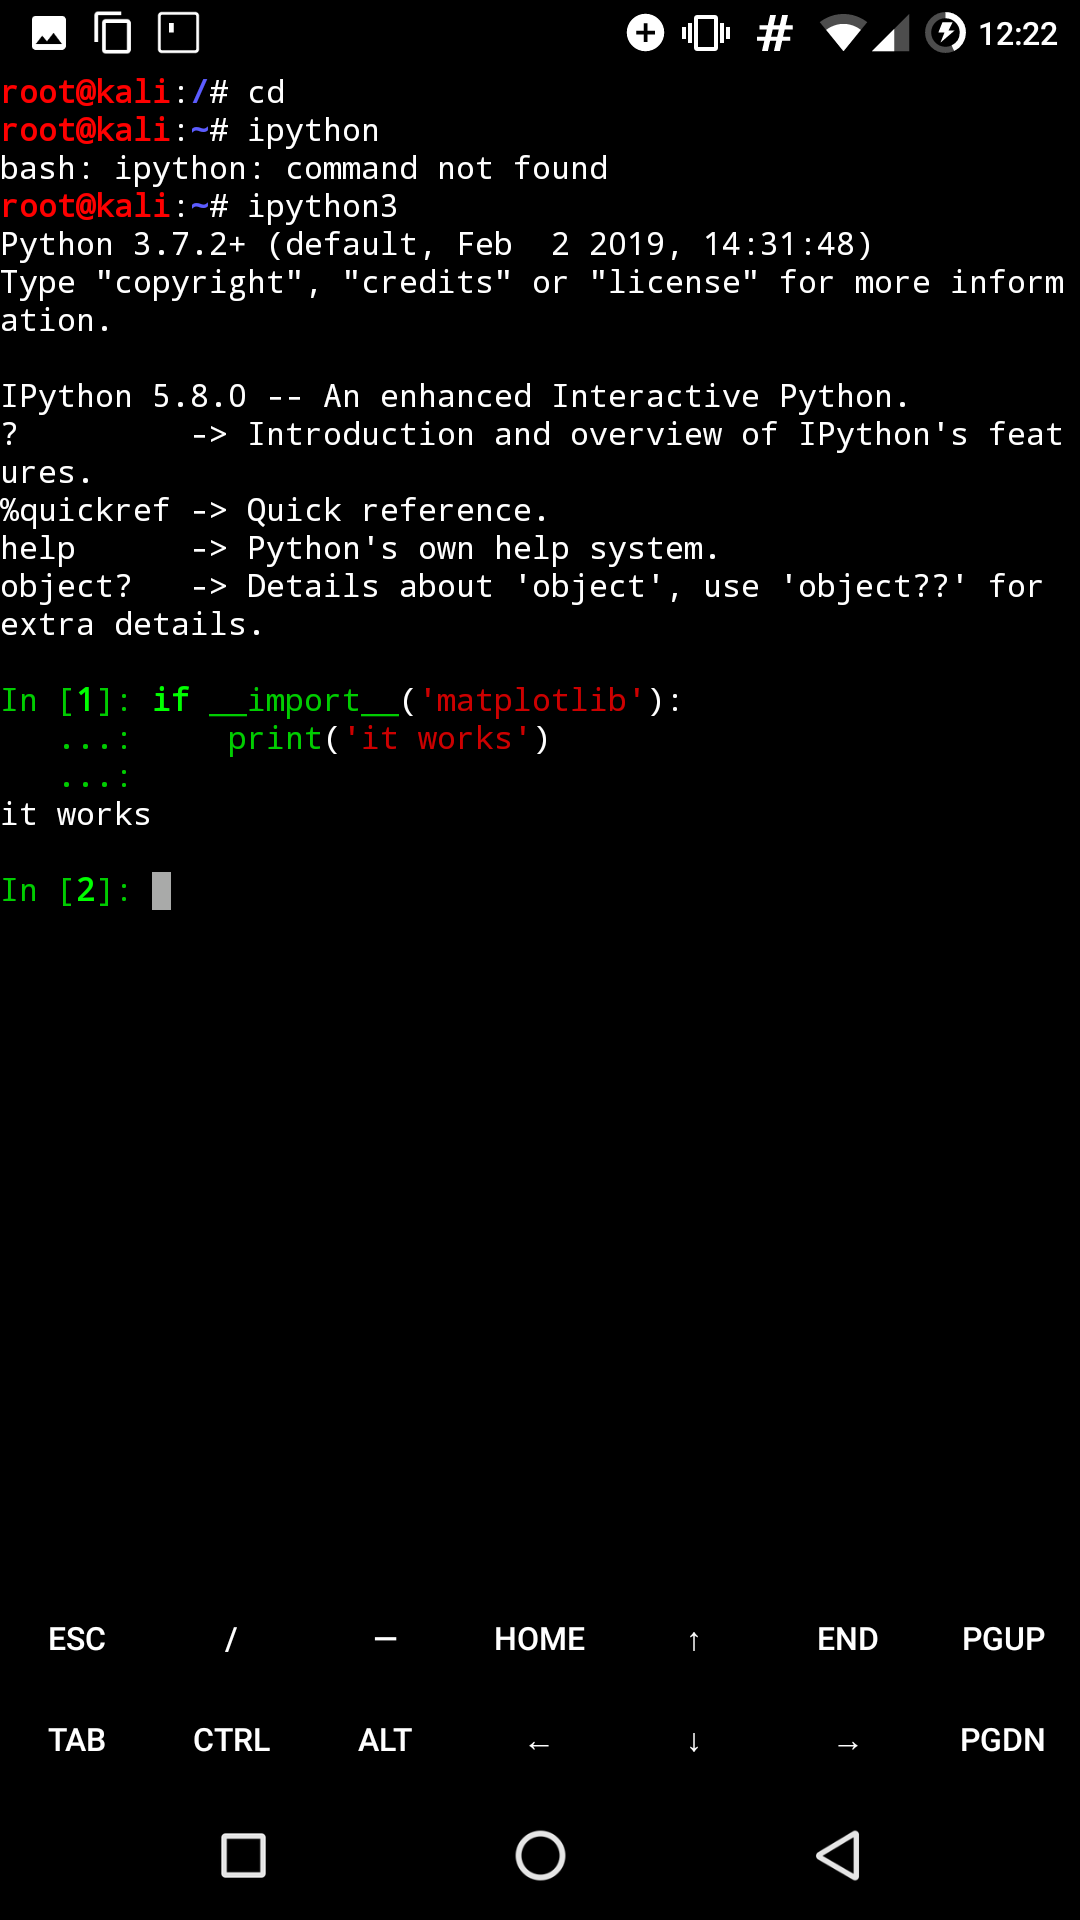 12:22
root@kali:/# cd
root@kali:~# ipython
bash: ipython: command not found
root@kali:~# ipython3
Python 3.7.2+ (default, Feb  2 2019, 14:31:48)
Type "copyright", "credits" or "license" for more inform
ation.
IPython 5.8.0 -- An enhanced Interactive Python.
?         -> Introduction and overview of IPython's feat
ures.
%quickref -> Quick reference.
help      -> Python's own help system.
object?   -> Details about 'object', use 'object??' for
extra details.
In [1]: if __import__('matplotlib'):
   ...:     print('it works')
   ...:
it works
In [2]:
ESC / — HOME ↑ END PGUP
TAB CTRL ALT ← ↓ → PGDN